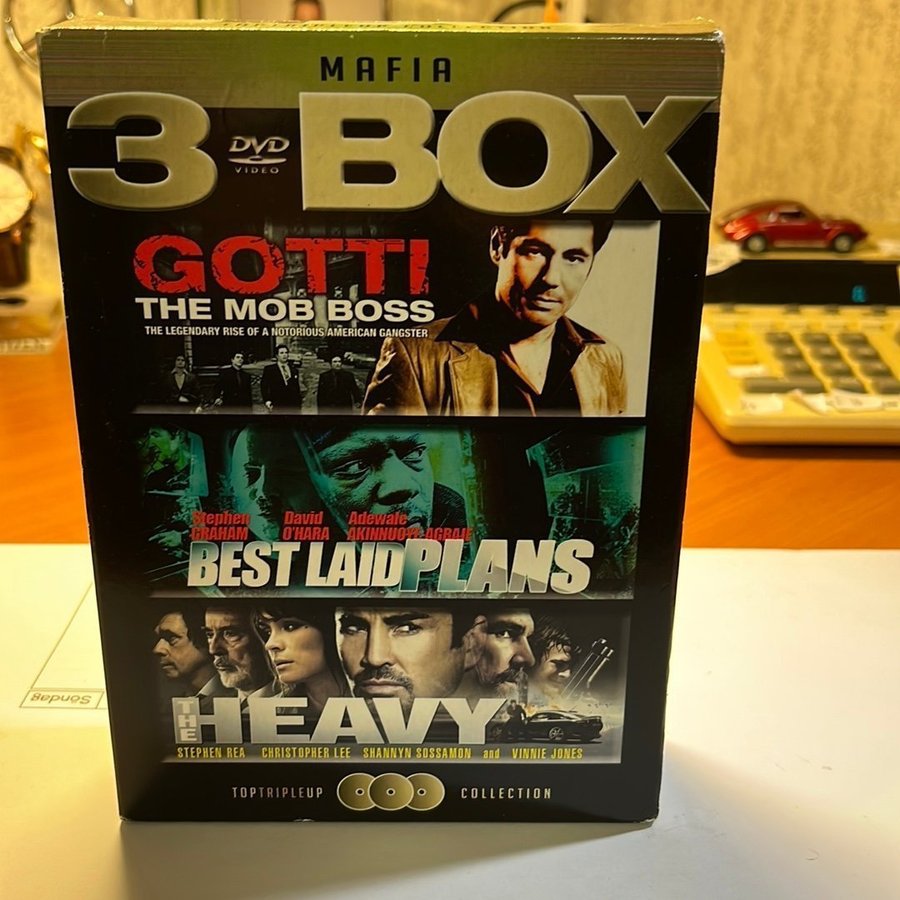 MAFIA
3 DVD VIDEO BOX
GOTTI
THE MOB BOSS
THE LEGENDARY RISE OF A NOTORIOUS AMERICAN GANGSTER
Stephen David Adewale
GRAHAM O'HARA AKINNUOYE-AGBAJE
BEST LAID PLANS
THE HEAVY
STEPHEN REA CHRISTOPHER LEE SHANNYN SOSSAMON and VINNIE JONES
TOPTRIPLEUP COLLECTION
Söndag